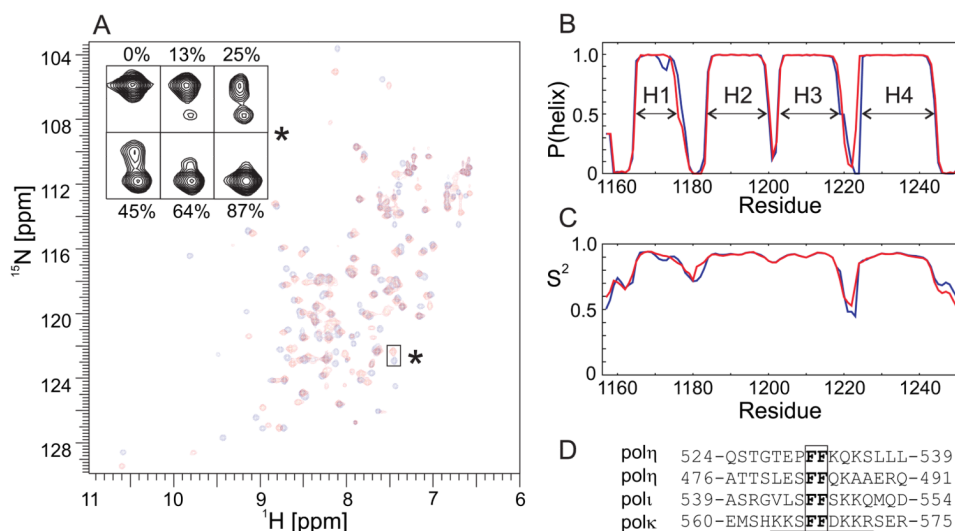 A
0% 13% 25%
*
45% 64% 87%
104
108
112
116
120
124
128
¹⁵N [ppm]
*
11 10 9 8 7 6
¹H [ppm]
B
1.0
0.5
0
P(helix)
H1 H2 H3 H4
1160 1180 1200 1220 1240
Residue
C
1.0
0.5
0
S²
1160 1180 1200 1220 1240
Residue
D
polη 524-QSTGTEPFFKQKSLLL-539
polη 476-ATTSLESFFQKAAERQ-491
polι 539-ASRGVLSFFSKKQMQD-554
polκ 560-EMSHKKSFFDKKRSER-575